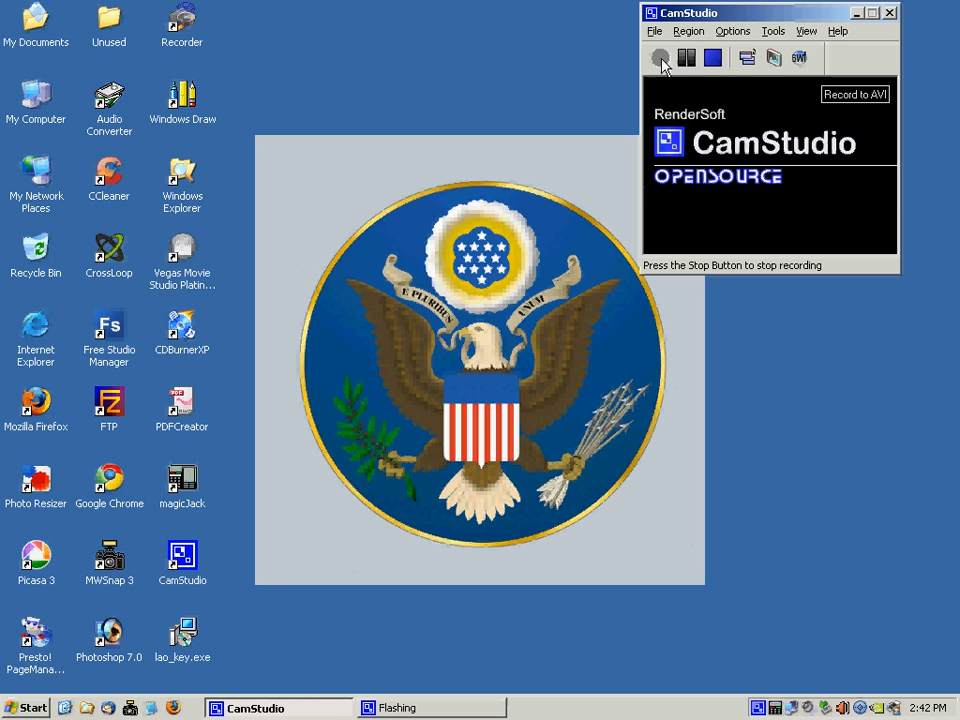 My Documents
Unused
Recorder
My Computer
Audio
Converter
Windows Draw
My Network
Places
CCleaner
Windows
Explorer
Recycle Bin
CrossLoop
Vegas Movie
Studio Platin...
Internet
Explorer
Free Studio
Manager
CDBurnerXP
Mozilla Firefox
FTP
PDFCreator
Photo Resizer
Google Chrome
magicJack
Picasa 3
MWSnap 3
CamStudio
Presto!
PageMana...
Photoshop 7.0
lao_key.exe
Fs
FZ
PDF
E PLURIBUS UNUM
CamStudio
File Region Options Tools View Help
SWF
Record to AVI
RenderSoft
CamStudio
OPENSOURCE
Press the Stop Button to stop recording
Start
CamStudio
Flashing
2:42 PM